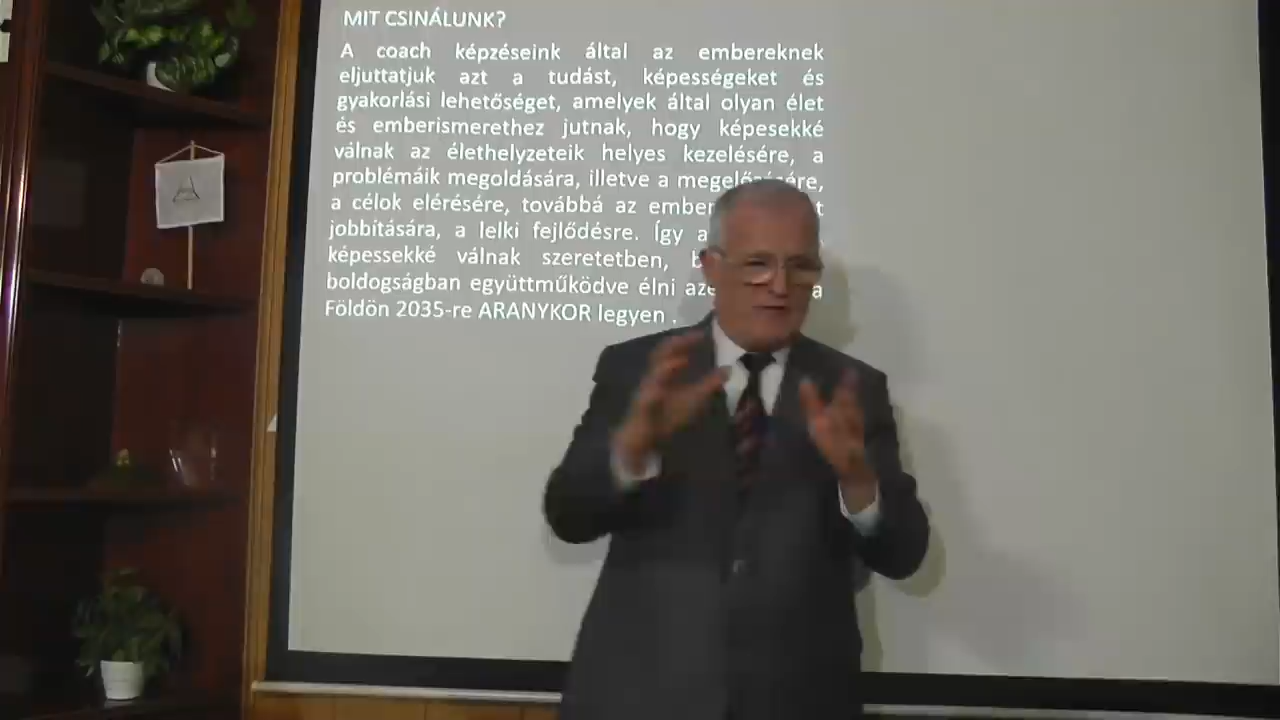 MIT CSINÁLUNK?
A coach képzéseink által az embereknek
eljuttatjuk azt a tudást, képességeket és
gyakorlási lehetőséget, amelyek által olyan élet
és emberismerethez jutnak, hogy képesekké
válnak az élethelyzeteik helyes kezelésére, a
problémáik megoldására, illetve a megelőzésére,
a célok elérésére, továbbá az ember
jobbítására, a lelki fejlődésre. Így a
képessekké válnak szeretetben,
boldogságban együttműködve élni a
Földön 2035-re ARANYKOR legyen .